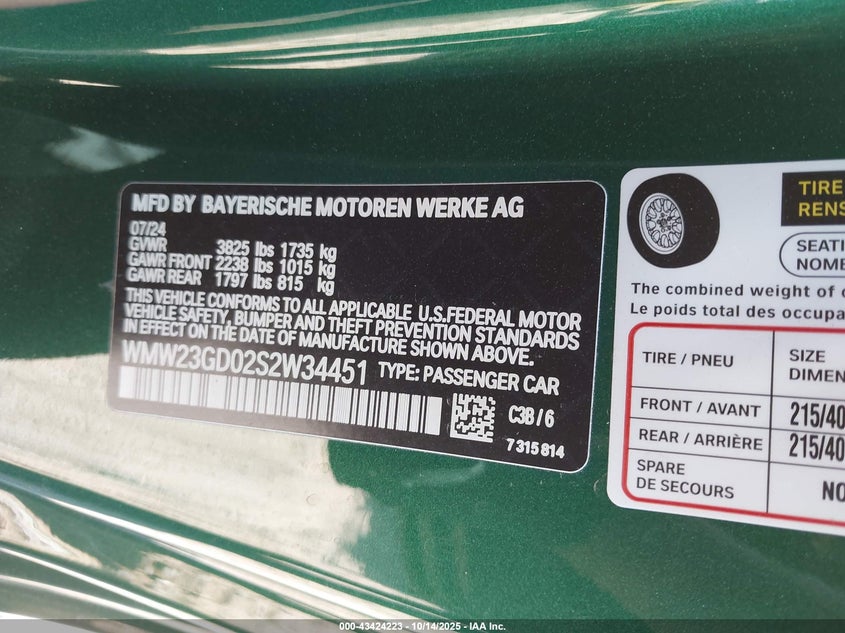 MFD BY BAYERISCHE MOTOREN WERKE AG
07/24
GVWR 3825 lbs 1735 kg
GAWR FRONT 2238 lbs 1015 kg
GAWR REAR 1797 lbs 815 kg
THIS VEHICLE CONFORMS TO ALL APPLICABLE U.S.FEDERAL MOTOR
VEHICLE SAFETY, BUMPER AND THEFT PREVENTION STANDARDS
IN EFFECT ON THE DATE OF MANUFACTURE SHOWN ABOVE.
WMW23GD02S2W34451 TYPE: PASSENGER CAR
C3B / 6
7 315 814
TIRE
RENS
SEATI
NOMB
The combined weight of
Le poids total des occupa
TIRE / PNEU SIZE
DIMEN
FRONT / AVANT 215/40
REAR / ARRIÈRE 215/40
SPARE
DE SECOURS NO
000-43424223 - 10/14/2025 - IAA Inc.